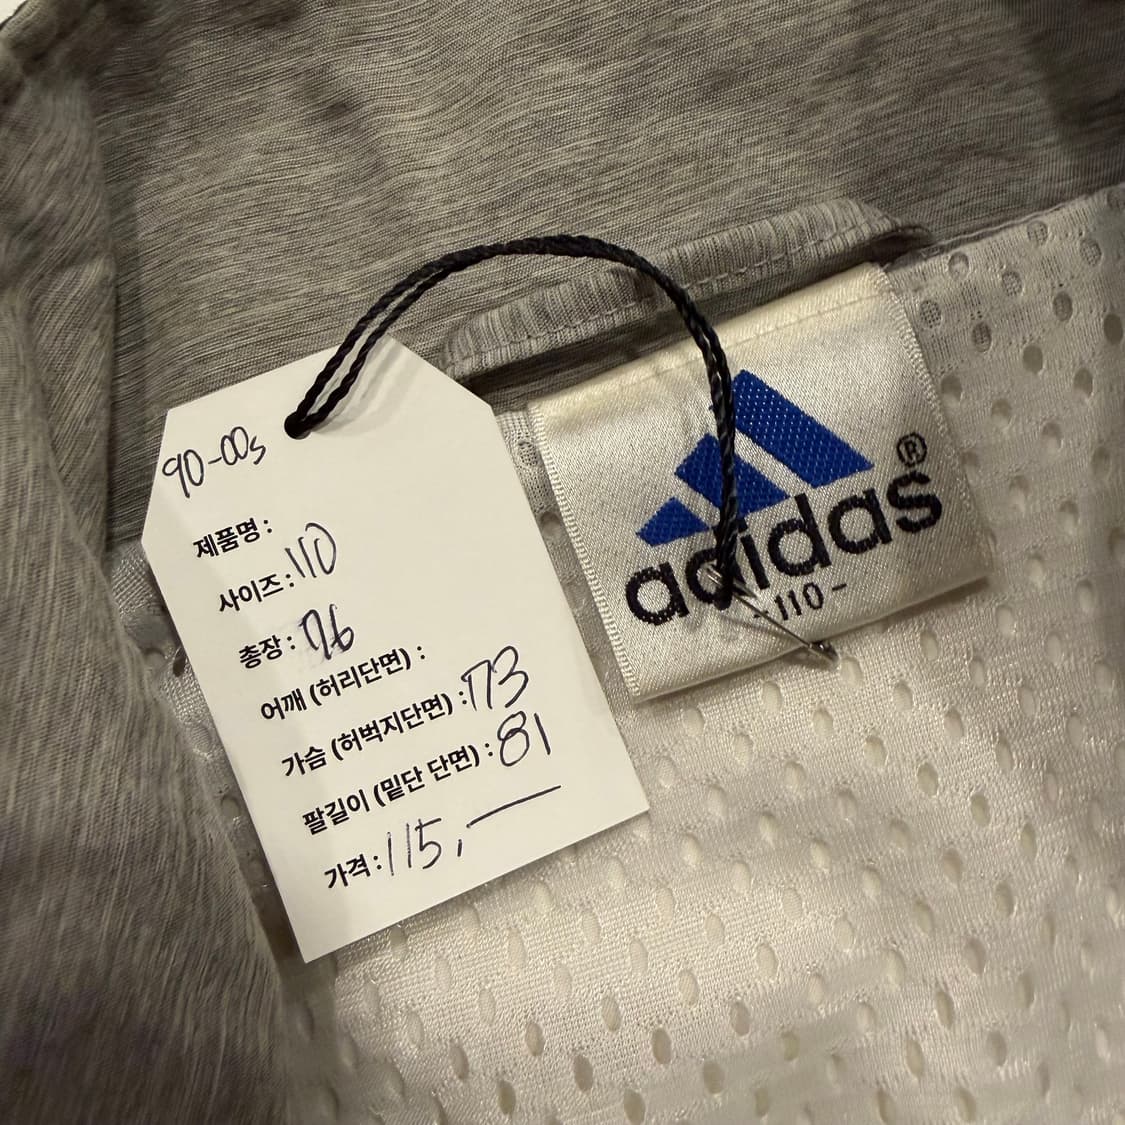 90-00s
제품명 :
사이즈 : 110
총장 : 76
어깨 (허리단면) :
가슴 (허벅지단면) : 73
팔길이 (밑단 단면) : 81
가격 : 115,—
adidas®
-110-